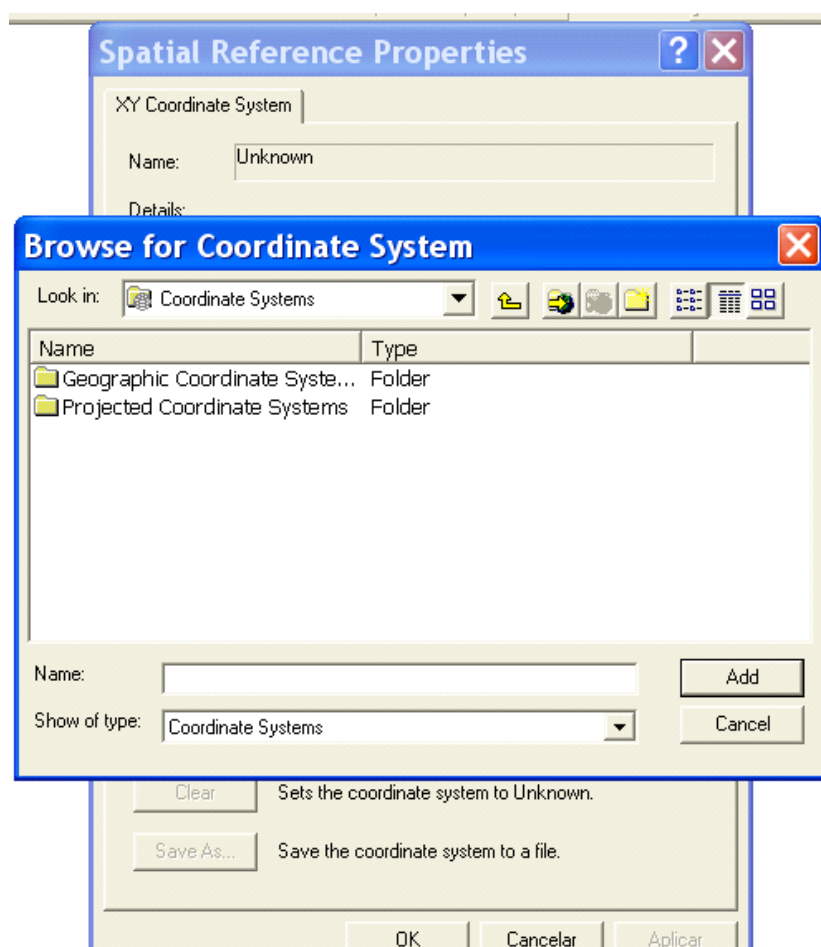 Spatial Reference Properties
XY Coordinate System
Name: Unknown
Details:
Browse for Coordinate System
Look in: Coordinate Systems
Name Type
Geographic Coordinate Syste... Folder
Projected Coordinate Systems Folder
Name: Add
Show of type: Coordinate Systems Cancel
Clear Sets the coordinate system to Unknown.
Save As... Save the coordinate system to a file.
OK Cancelar Aplicar